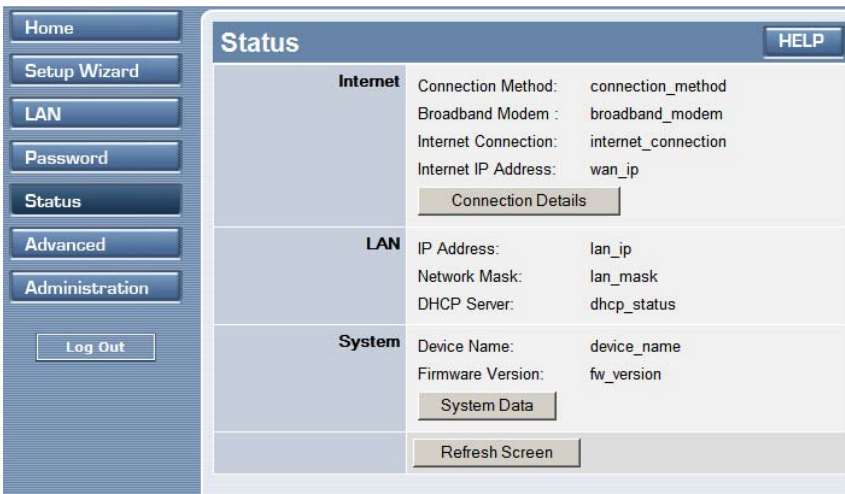 Home
Setup Wizard
LAN
Password
Status
Advanced
Administration
Log Out
Status
HELP
Internet
Connection Method: connection_method
Broadband Modem : broadband_modem
Internet Connection: internet_connection
Internet IP Address: wan_ip
Connection Details
LAN
IP Address: lan_ip
Network Mask: lan_mask
DHCP Server: dhcp_status
System
Device Name: device_name
Firmware Version: fw_version
System Data
Refresh Screen